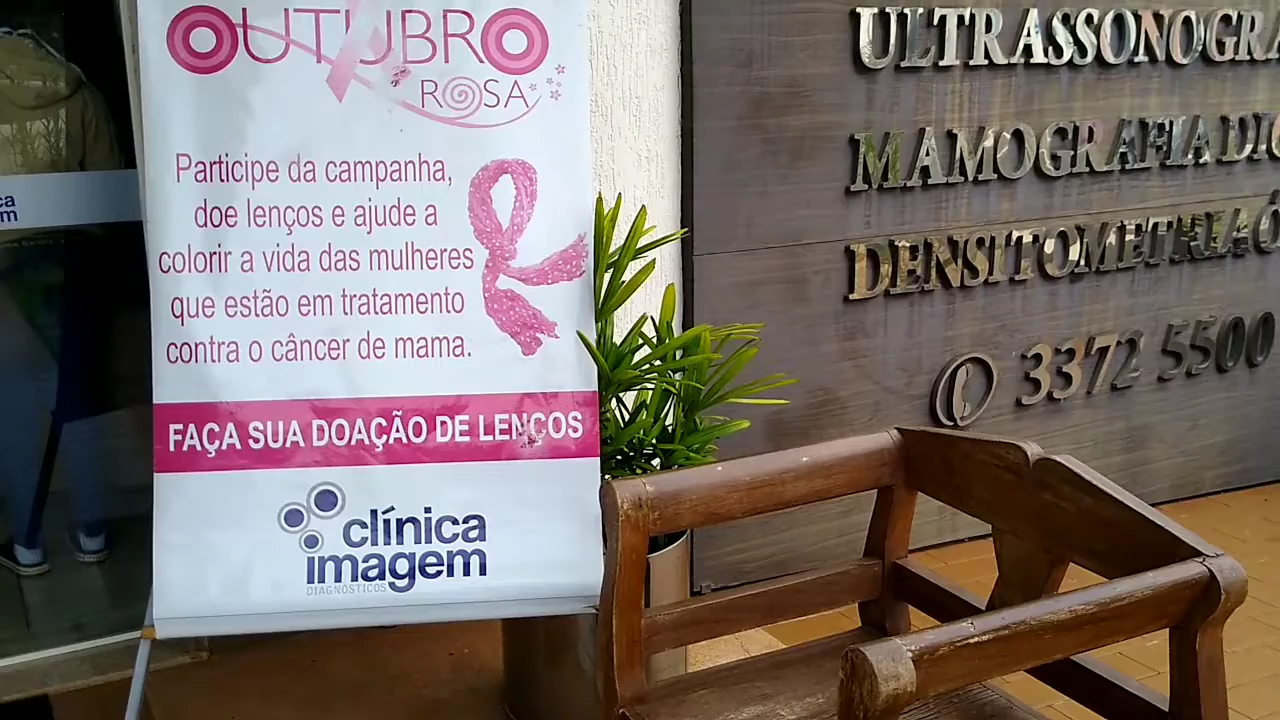 OUTUBRO
ROSA
Participe da campanha,
doe lenços e ajude a
colorir a vida das mulheres
que estão em tratamento
contra o câncer de mama.
FAÇA SUA DOAÇÃO DE LENÇOS
clínica
imagem
DIAGNÓSTICOS
ULTRASSONOGRA
MAMOGRAFIA DIG
DENSITOMETRIA Ó
3372 5500